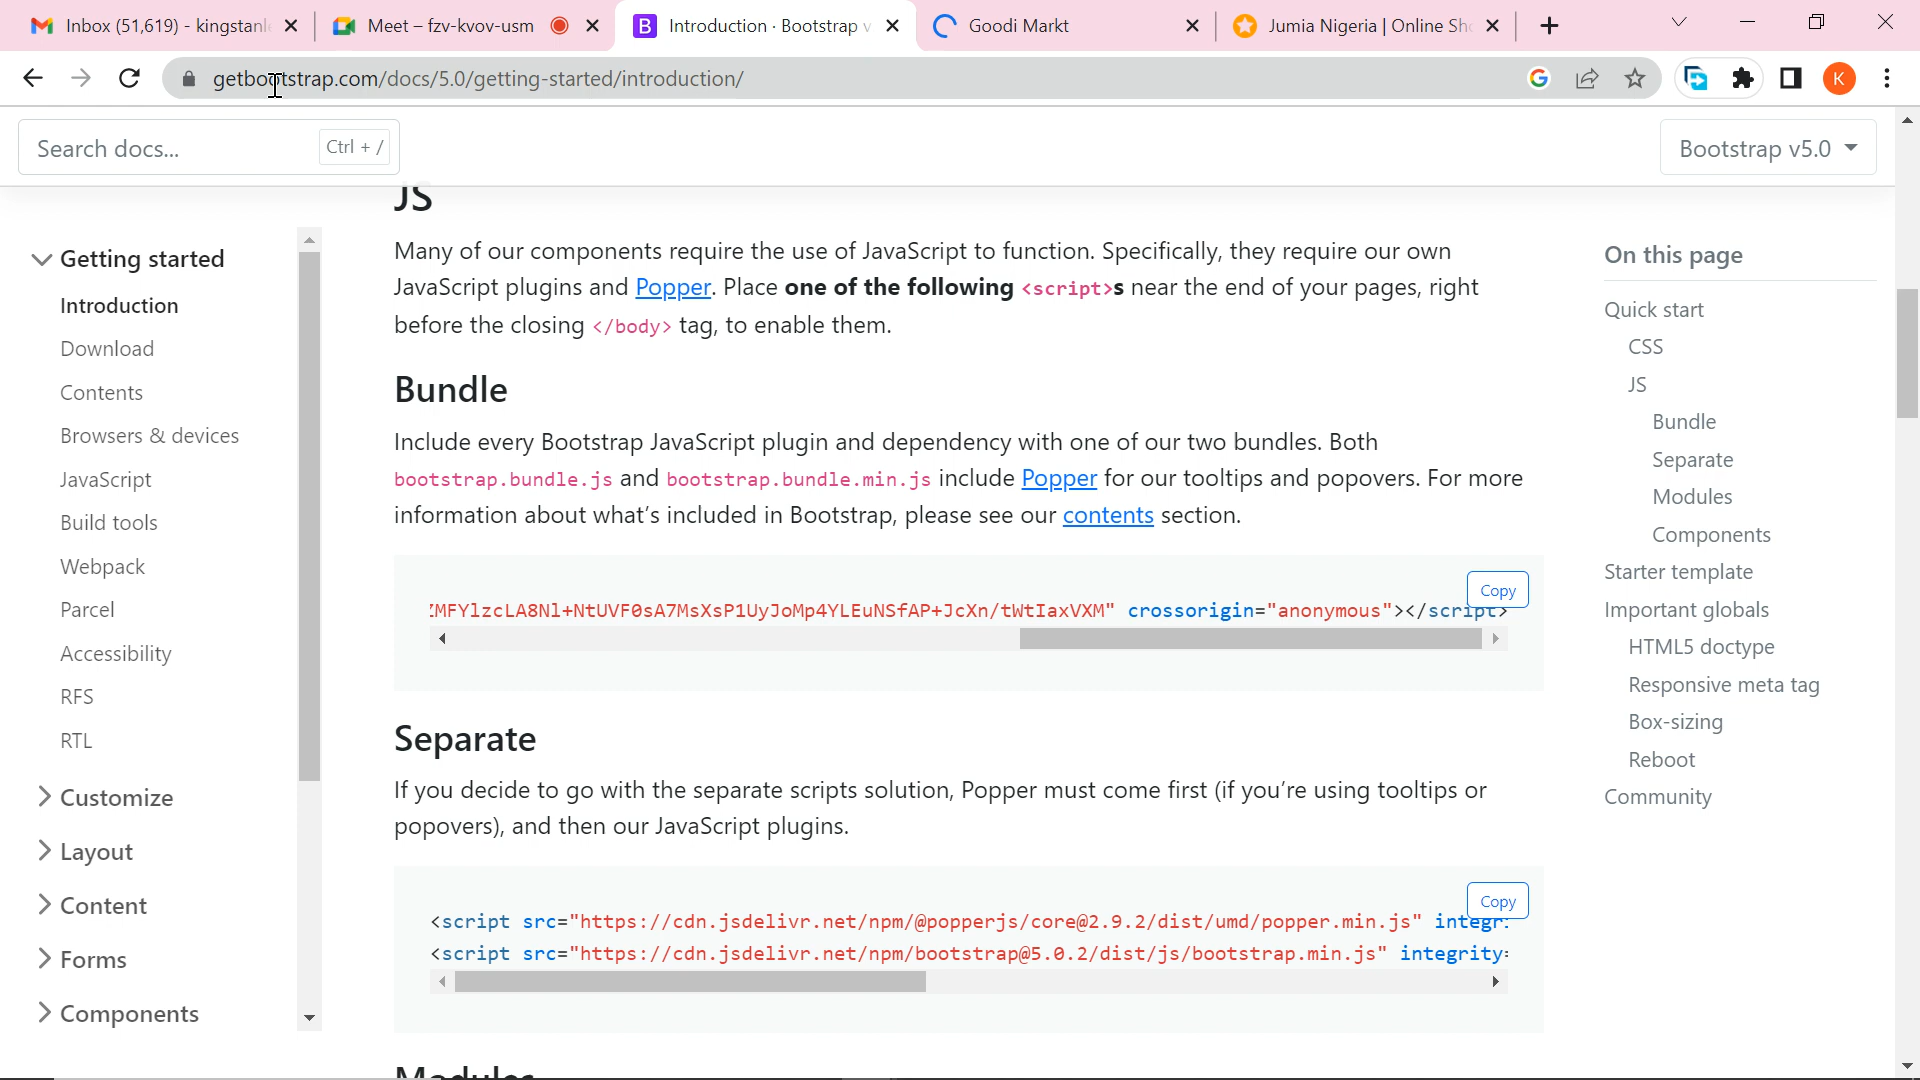 Inbox (51,619) - kingstanl
Meet – fzv-kvov-usm
Introduction · Bootstrap v
Goodi Markt
Jumia Nigeria | Online Sho
getbootstrap.com/docs/5.0/getting-started/introduction/
K
Search docs...
Ctrl + /
Bootstrap v5.0
Getting started
Introduction
Download
Contents
Browsers & devices
JavaScript
Build tools
Webpack
Parcel
Accessibility
RFS
RTL
Customize
Layout
Content
Forms
Components
JS
Many of our components require the use of JavaScript to function. Specifically, they require our own
JavaScript plugins and Popper. Place one of the following <script>s near the end of your pages, right
before the closing </body> tag, to enable them.
Bundle
Include every Bootstrap JavaScript plugin and dependency with one of our two bundles. Both
bootstrap.bundle.js and bootstrap.bundle.min.js include Popper for our tooltips and popovers. For more
information about what's included in Bootstrap, please see our contents section.
Copy
MFYlzcLA8Nl+NtUVF0sA7MsXsP1UyJoMp4YLEuNSfAP+JcXn/tWtIaxVXM" crossorigin="anonymous"></script>
Separate
If you decide to go with the separate scripts solution, Popper must come first (if you're using tooltips or
popovers), and then our JavaScript plugins.
Copy
<script src="https://cdn.jsdelivr.net/npm/@popperjs/core@2.9.2/dist/umd/popper.min.js" integr
<script src="https://cdn.jsdelivr.net/npm/bootstrap@5.0.2/dist/js/bootstrap.min.js" integrity=
Modules
On this page
Quick start
CSS
JS
Bundle
Separate
Modules
Components
Starter template
Important globals
HTML5 doctype
Responsive meta tag
Box-sizing
Reboot
Community